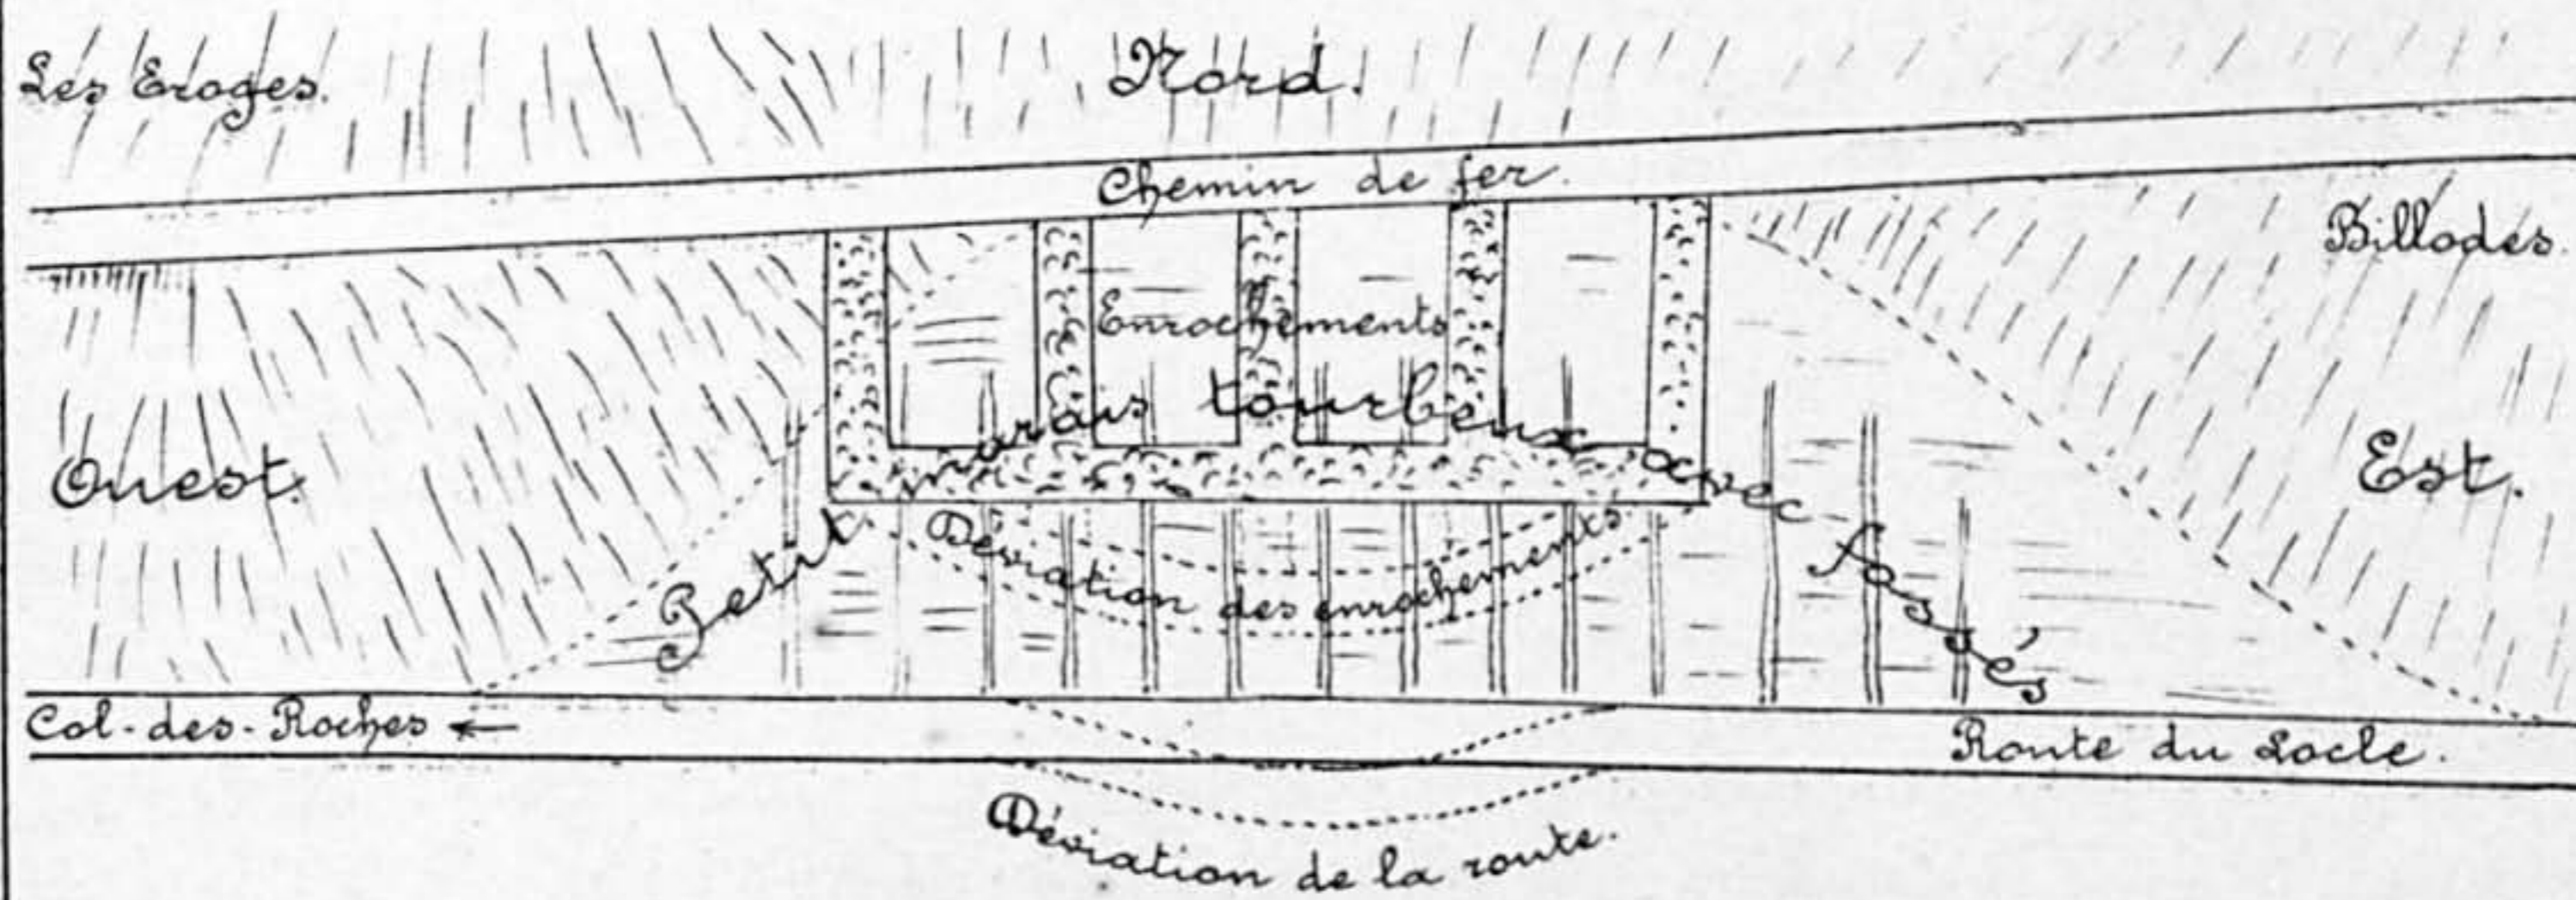 Les Eroges.
Nord.
Chemin de fer.
Billodes.
Enrochements
Ouest.
Est.
Petit marais tourbeux avec fossés
Déviation des enrochements
Col-des-Roches ←
Route du Locle.
Déviation de la route.